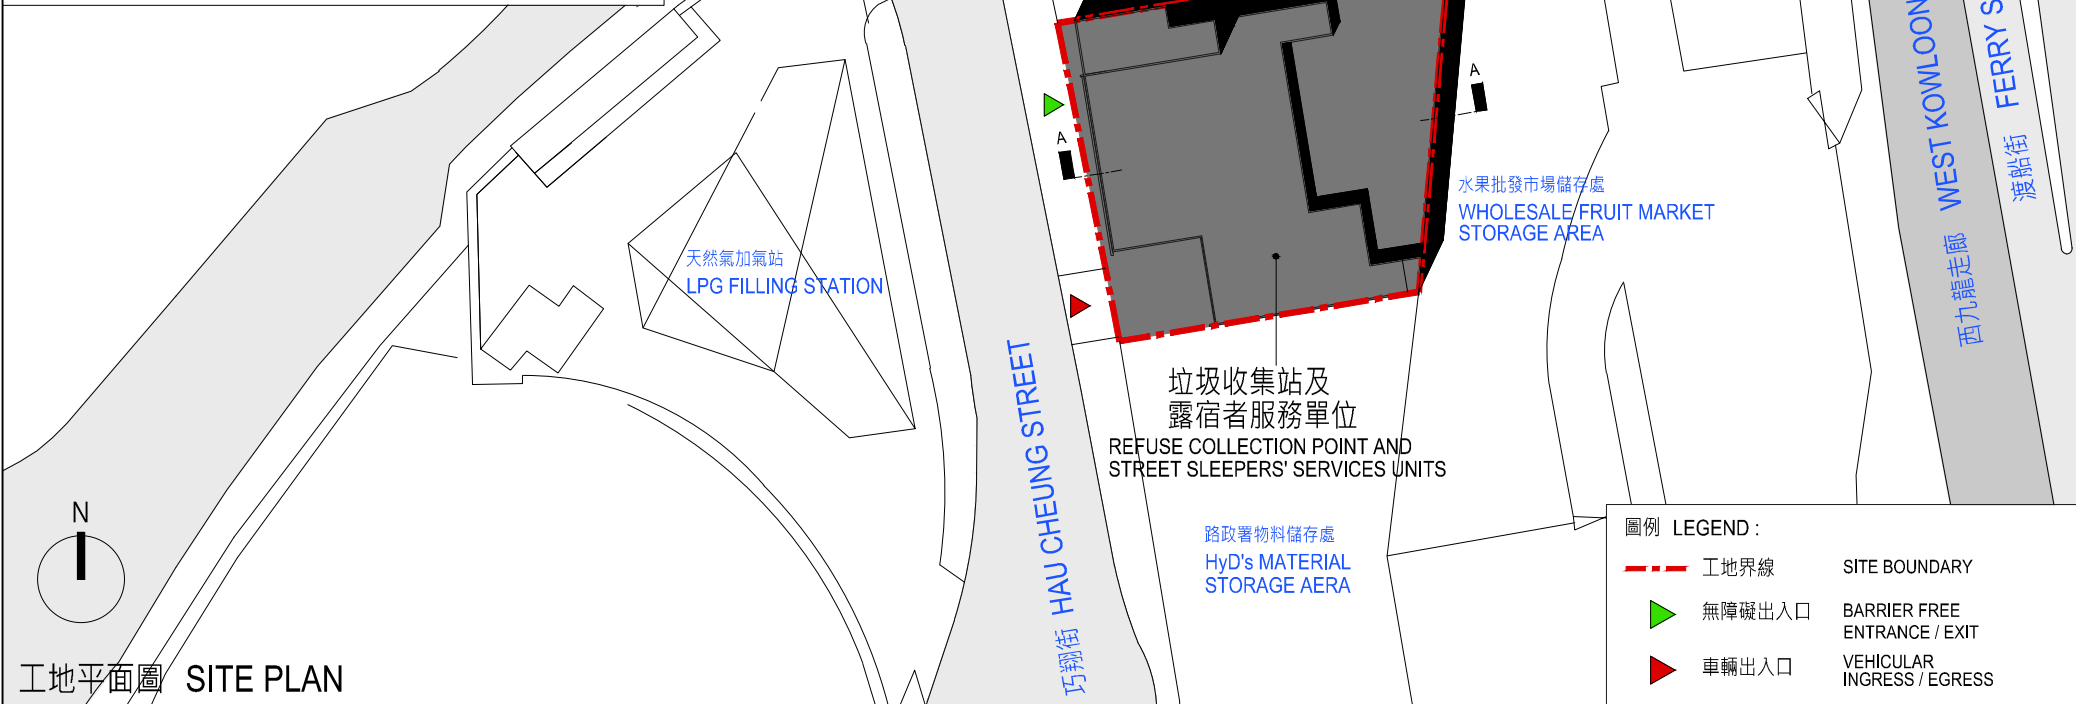 天然氣加氣站
LPG FILLING STATION
巧翔街 HAU CHEUNG STREET
A
A
水果批發市場儲存處
WHOLESALE FRUIT MARKET
STORAGE AREA
垃圾收集站及
露宿者服務單位
REFUSE COLLECTION POINT AND
STREET SLEEPERS' SERVICES UNITS
路政署物料儲存處
HyD's MATERIAL
STORAGE AERA
西九龍走廊 WEST KOWLOON
渡船街 FERRY S
N
工地平面圖 SITE PLAN
圖例 LEGEND :
工地界線 SITE BOUNDARY
無障礙出入口 BARRIER FREE
ENTRANCE / EXIT
車輛出入口 VEHICULAR
INGRESS / EGRESS